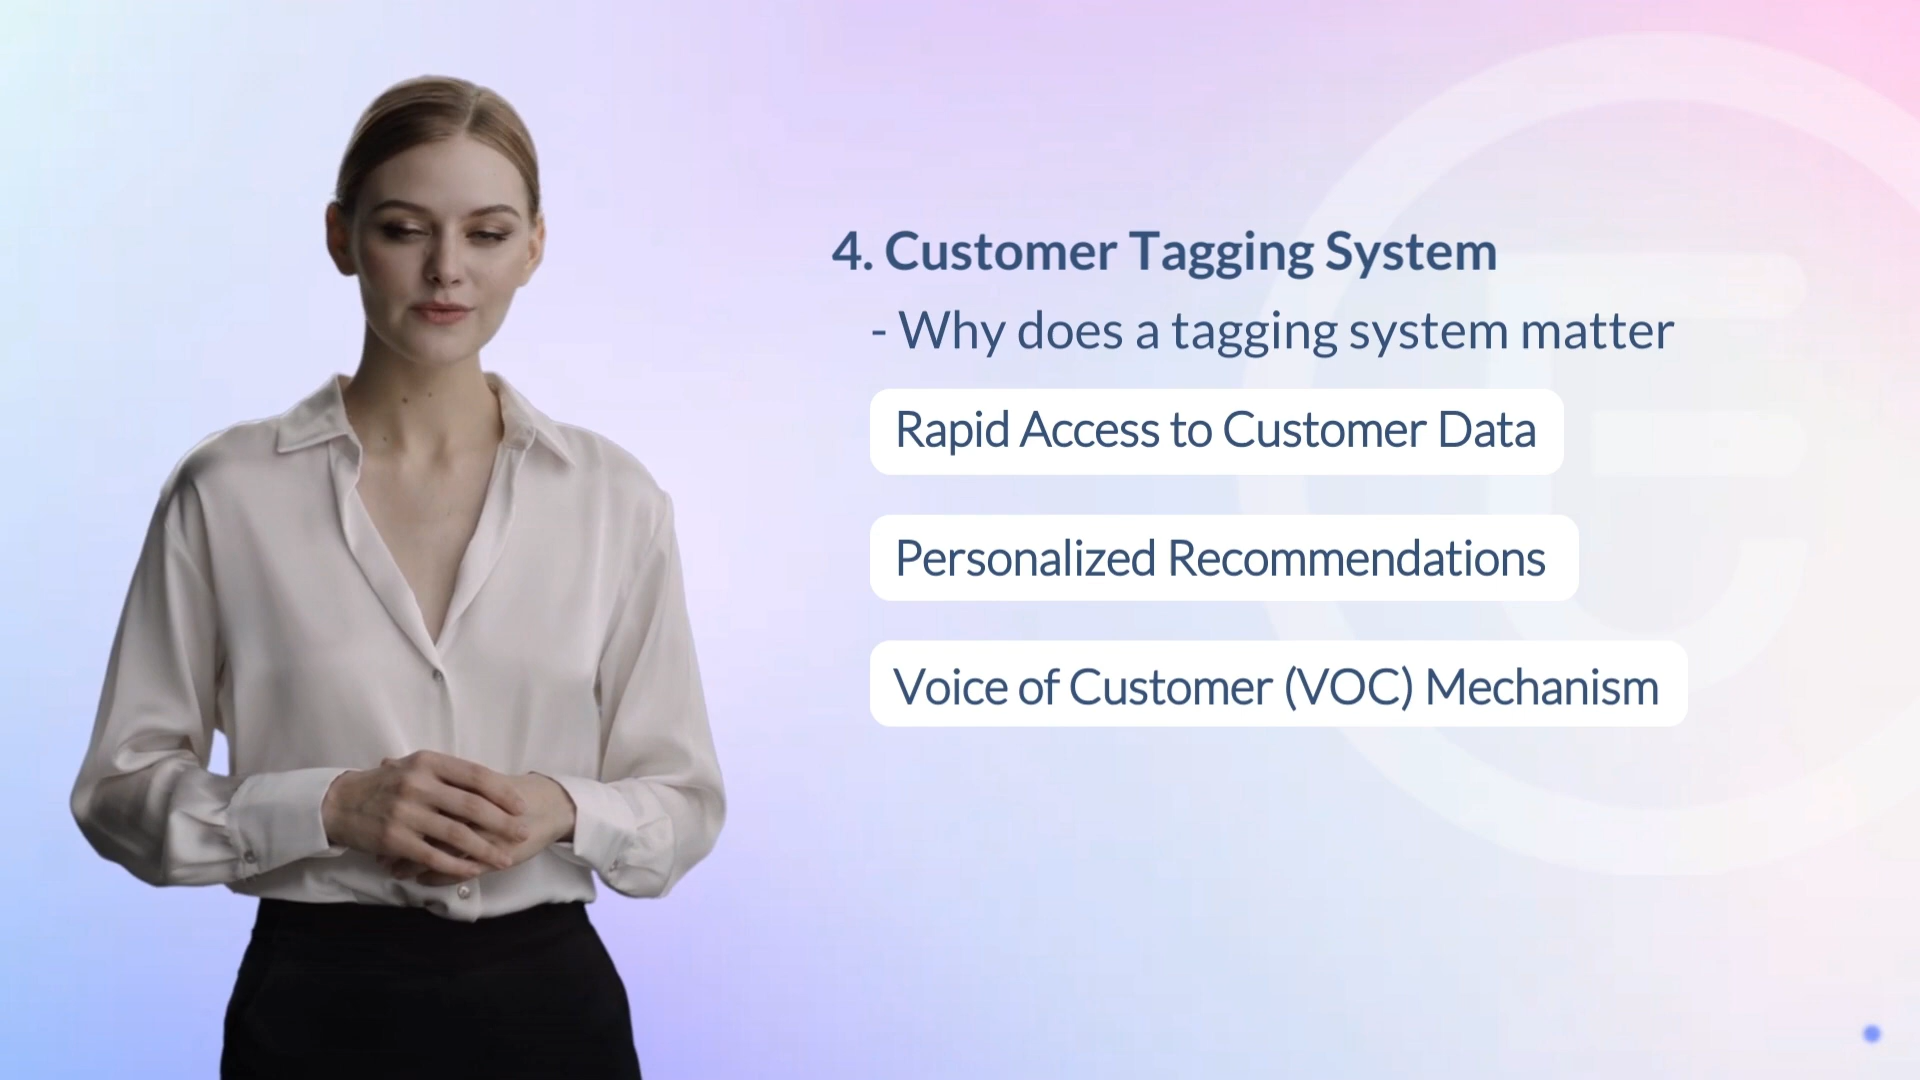 4. Customer Tagging System
- Why does a tagging system matter
Rapid Access to Customer Data
Personalized Recommendations
Voice of Customer (VOC) Mechanism